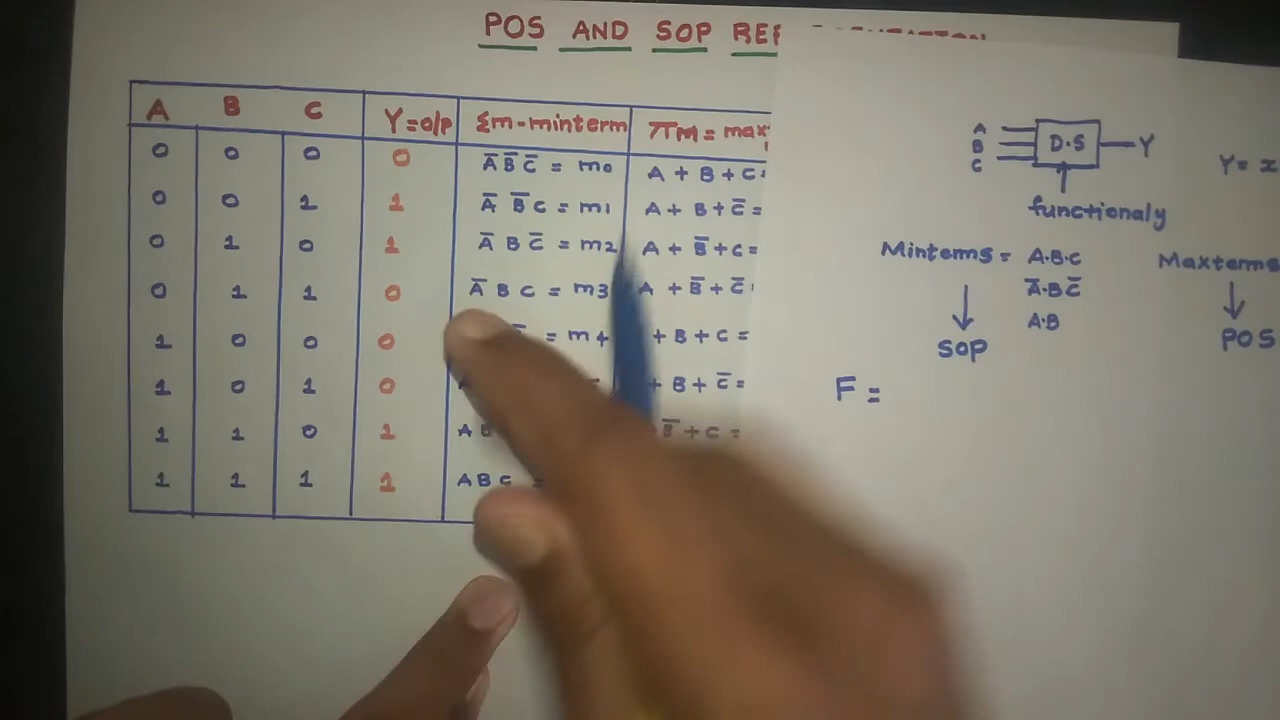 POS AND SOP
A B C Y=o/p Σm-minterm πM = max
0 0 0 0 A̅ B̅ C̅ = m0 A + B + C =
0 0 1 1 A̅ B̅ C = m1 A + B + C̅ =
0 1 0 1 A̅ B C̅ = m2 A + B̅ + C =
0 1 1 0 A̅ B C = m3 A + B̅ + C̅
1 0 0 0 = m4 + B + C =
1 0 1 0 + B + C̅ =
1 1 0 1 A B̅ + C =
1 1 1 1 A B C =
A
B
C
D.S
Y
functionaly
Y =
Minterms = A·B·C
A̅·B C̅
A·B
SOP
Maxterms
POS
F =